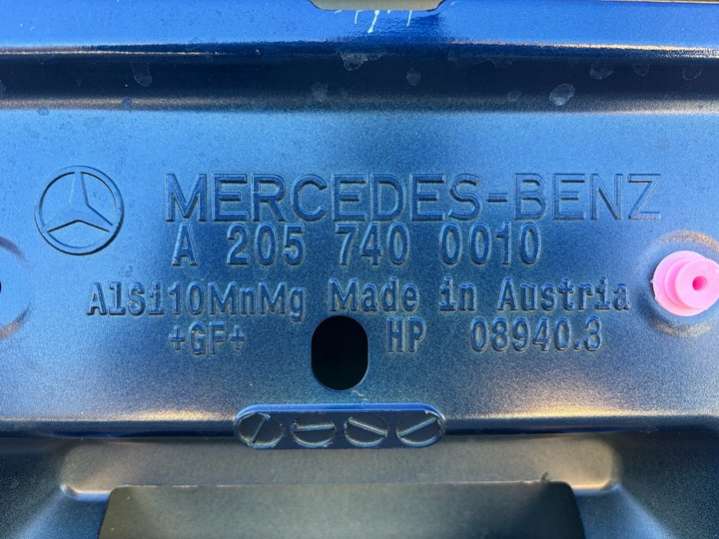 MERCEDES-BENZ
A 205 740 0010
AlSi10MnMg Made in Austria
+GF+ HP 08940.3